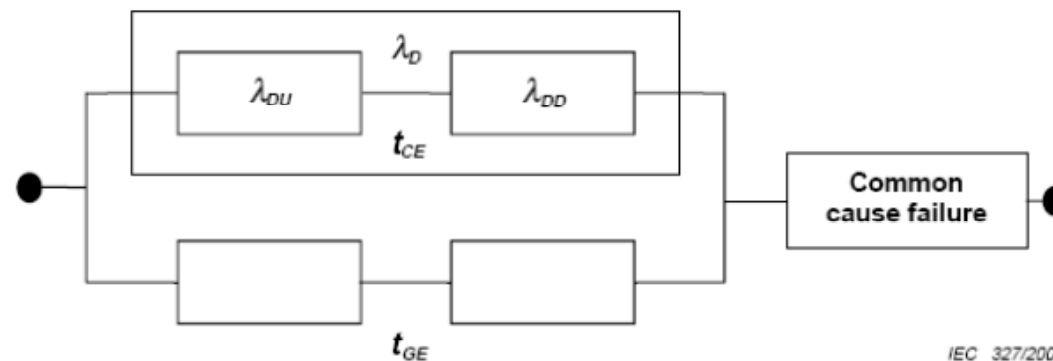 λD
λDU
λDD
tCE
Common
cause failure
tGE
IEC 327/200